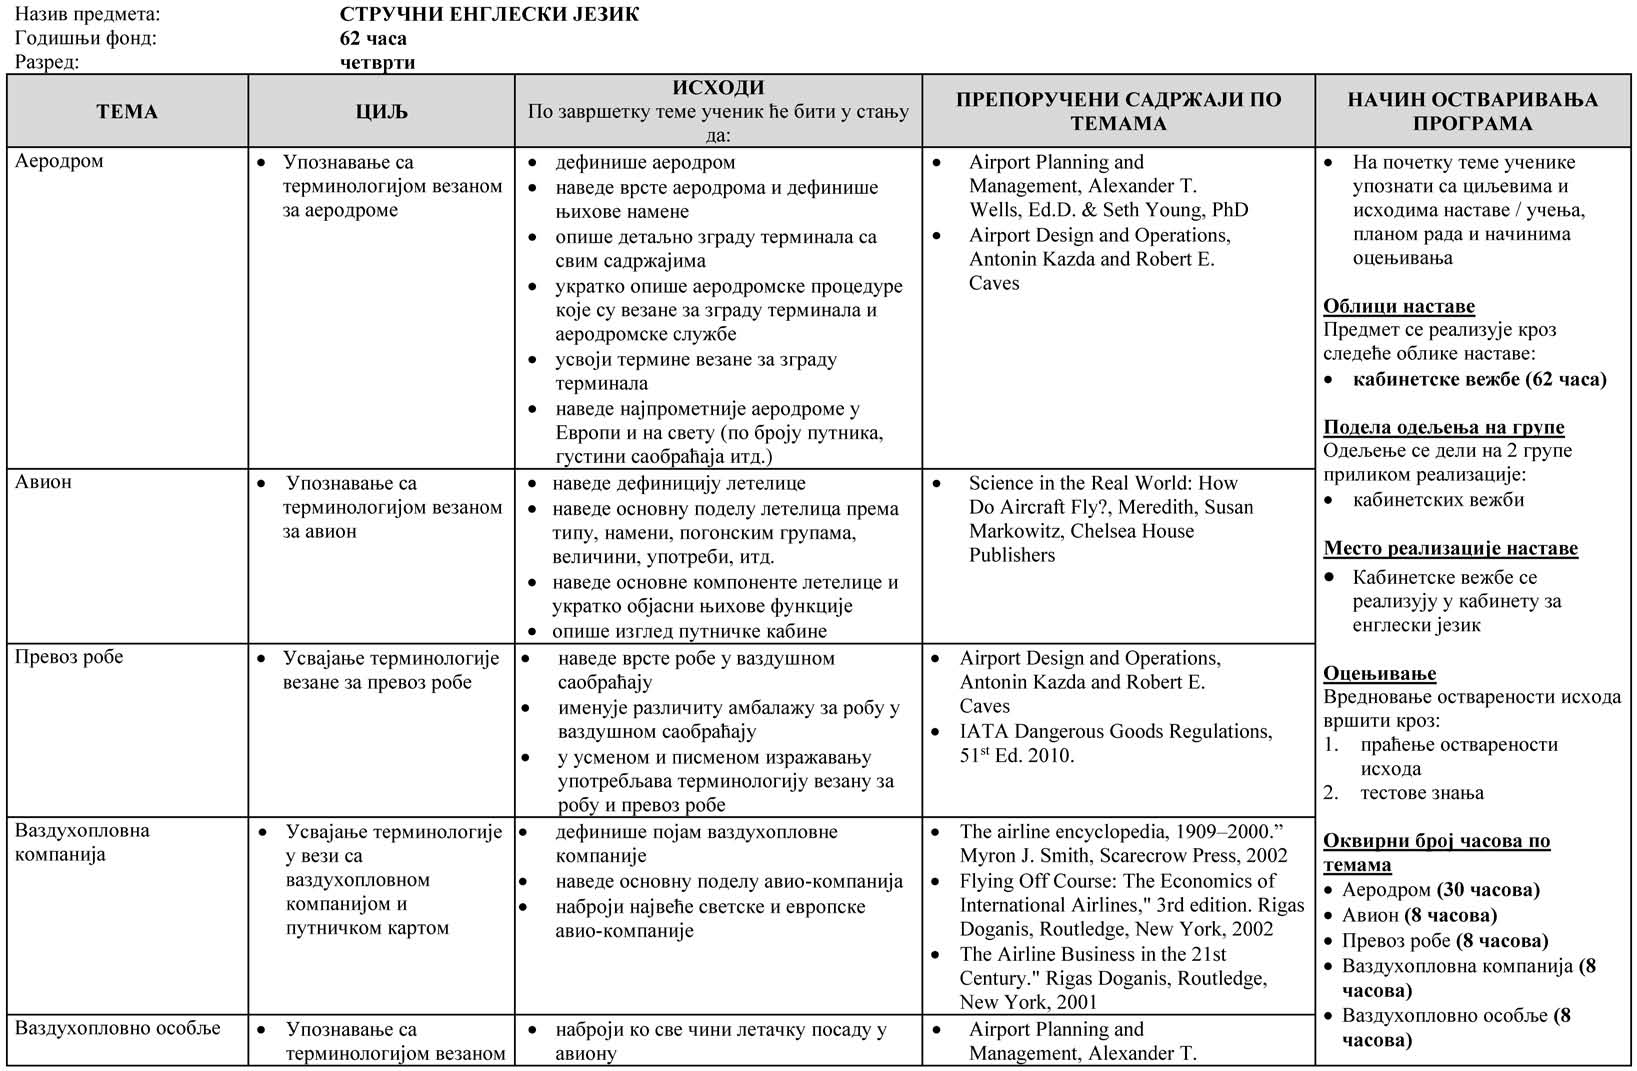 Назив предмета: СТРУЧНИ ЕНГЛЕСКИ ЈЕЗИК
Годишњи фонд: 62 часа
Разред: четврти
ТЕМА
ЦИЉ
ИСХОДИ
По завршетку теме ученик ће бити у стању
да:
ПРЕПОРУЧЕНИ САДРЖАЈИ ПО
ТЕМАМА
НАЧИН ОСТВАРИВАЊА
ПРОГРАМА
Аеродром
• Упознавање са
терминологијом везаном
за аеродроме
• дефинише аеродром
• наведе врсте аеродрома и дефинише
њихове намене
• опише детаљно зграду терминала са
свим садржајима
• укратко опише аеродромске процедуре
које су везане за зграду терминала и
аеродромске службе
• усвоји термине везане за зграду
терминала
• наведе најпрометније аеродроме у
Европи и на свету (по броју путника,
густини саобраћаја итд.)
• Airport Planning and
Management, Alexander T.
Wells, Ed.D. & Seth Young, PhD
• Airport Design and Operations,
Antonin Kazda and Robert E.
Caves
Авион
• Упознавање са
терминологијом везаном
за авион
• наведе дефиницију летелице
• наведе основну поделу летелица према
типу, намени, погонским групама,
величини, употреби, итд.
• наведе основне компоненте летелице и
укратко објасни њихове функције
• опише изглед путничке кабине
• Science in the Real World: How
Do Aircraft Fly?, Meredith, Susan
Markowitz, Chelsea House
Publishers
Превоз робе
• Усвајање терминологије
везане за превоз робе
• наведе врсте робе у ваздушном
саобраћају
• именује различиту амбалажу за робу у
ваздушном саобраћају
• у усменом и писменом изражавању
употребљава терминологију везану за
робу и превоз робе
• Airport Design and Operations,
Antonin Kazda and Robert E.
Caves
• IATA Dangerous Goods Regulations,
51st Ed. 2010.
Ваздухопловна
компанија
• Усвајање терминологије
у вези са
ваздухопловном
компанијом и
путничком картом
• дефинише појам ваздухопловне
компаније
• наведе основну поделу авио-компанија
• наброји највеће светске и европске
авио-компаније
• The airline encyclopedia, 1909–2000.”
Myron J. Smith, Scarecrow Press, 2002
• Flying Off Course: The Economics of
International Airlines," 3rd edition. Rigas
Doganis, Routledge, New York, 2002
• The Airline Business in the 21st
Century." Rigas Doganis, Routledge,
New York, 2001
Ваздухопловно особље
• Упознавање са
терминологијом везаном
• наброји ко све чини летачку посаду у
авиону
• Airport Planning and
Management, Alexander T.
• На почетку теме ученике
упознати са циљевима и
исходима наставе / учења,
планом рада и начинима
оцењивања
Облици наставе
Предмет се реализује кроз
следеће облике наставе:
• кабинетске вежбе (62 часа)
Подела одељења на групе
Одељење се дели на 2 групе
приликом реализације:
• кабинетских вежби
Место реализације наставе
• Кабинетске вежбе се
реализују у кабинету за
енглески језик
Оцењивање
Вредновање остварености исхода
вршити кроз:
1. праћење остварености
исхода
2. тестове знања
Оквирни број часова по
темама
• Аеродром (30 часова)
• Авион (8 часова)
• Превоз робе (8 часова)
• Ваздухопловна компанија (8
часова)
• Ваздухопловно особље (8
часова)